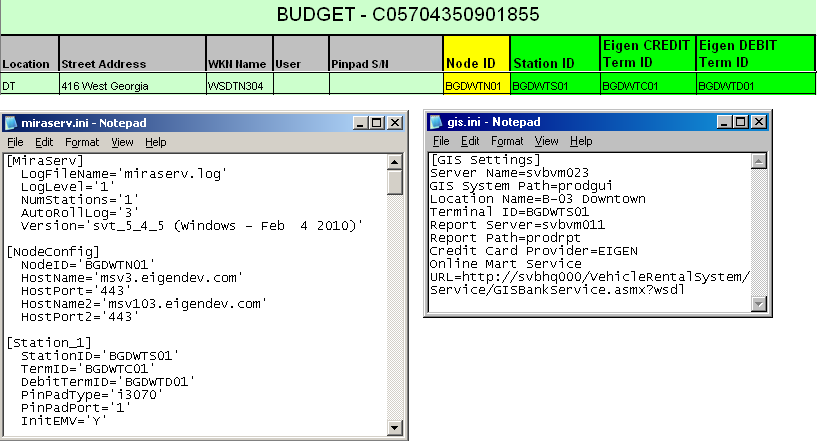 BUDGET - C05704350901855
Location Street Address WKN Name User Pinpad S/N Node ID Station ID Eigen CREDIT Term ID Eigen DEBIT Term ID
DT 416 West Georgia WSDTN304 BGDWTN01 BGDWTS01 BGDWTC01 BGDWTD01
miraserv.ini - Notepad
File Edit Format View Help
[MiraServ]
LogFileName='miraserv.log'
LogLevel='1'
NumStations='1'
AutoRollLog='3'
Version='svt_5_4_5 (Windows - Feb  4 2010)'
[NodeConfig]
NodeID='BGDWTN01'
HostName='msv3.eigendev.com'
HostPort='443'
HostName2='msv103.eigendev.com'
HostPort2='443'
[Station_1]
StationID='BGDWTS01'
TermID='BGDWTC01'
DebitTermID='BGDWTD01'
PinPadType='i3070'
PinPadPort='1'
InitEMV='Y'
gis.ini - Notepad
File Edit Format View Help
[GIS Settings]
Server Name=svbvm023
GIS System Path=prodgui
Location Name=B-03 Downtown
Terminal ID=BGDWTS01
Report Server=svbvm011
Report Path=prodrpt
Credit Card Provider=EIGEN
Online Mart Service
URL=http://svbhq000/VehicleRentalSystem/
Service/GISBankService.asmx?wsdl